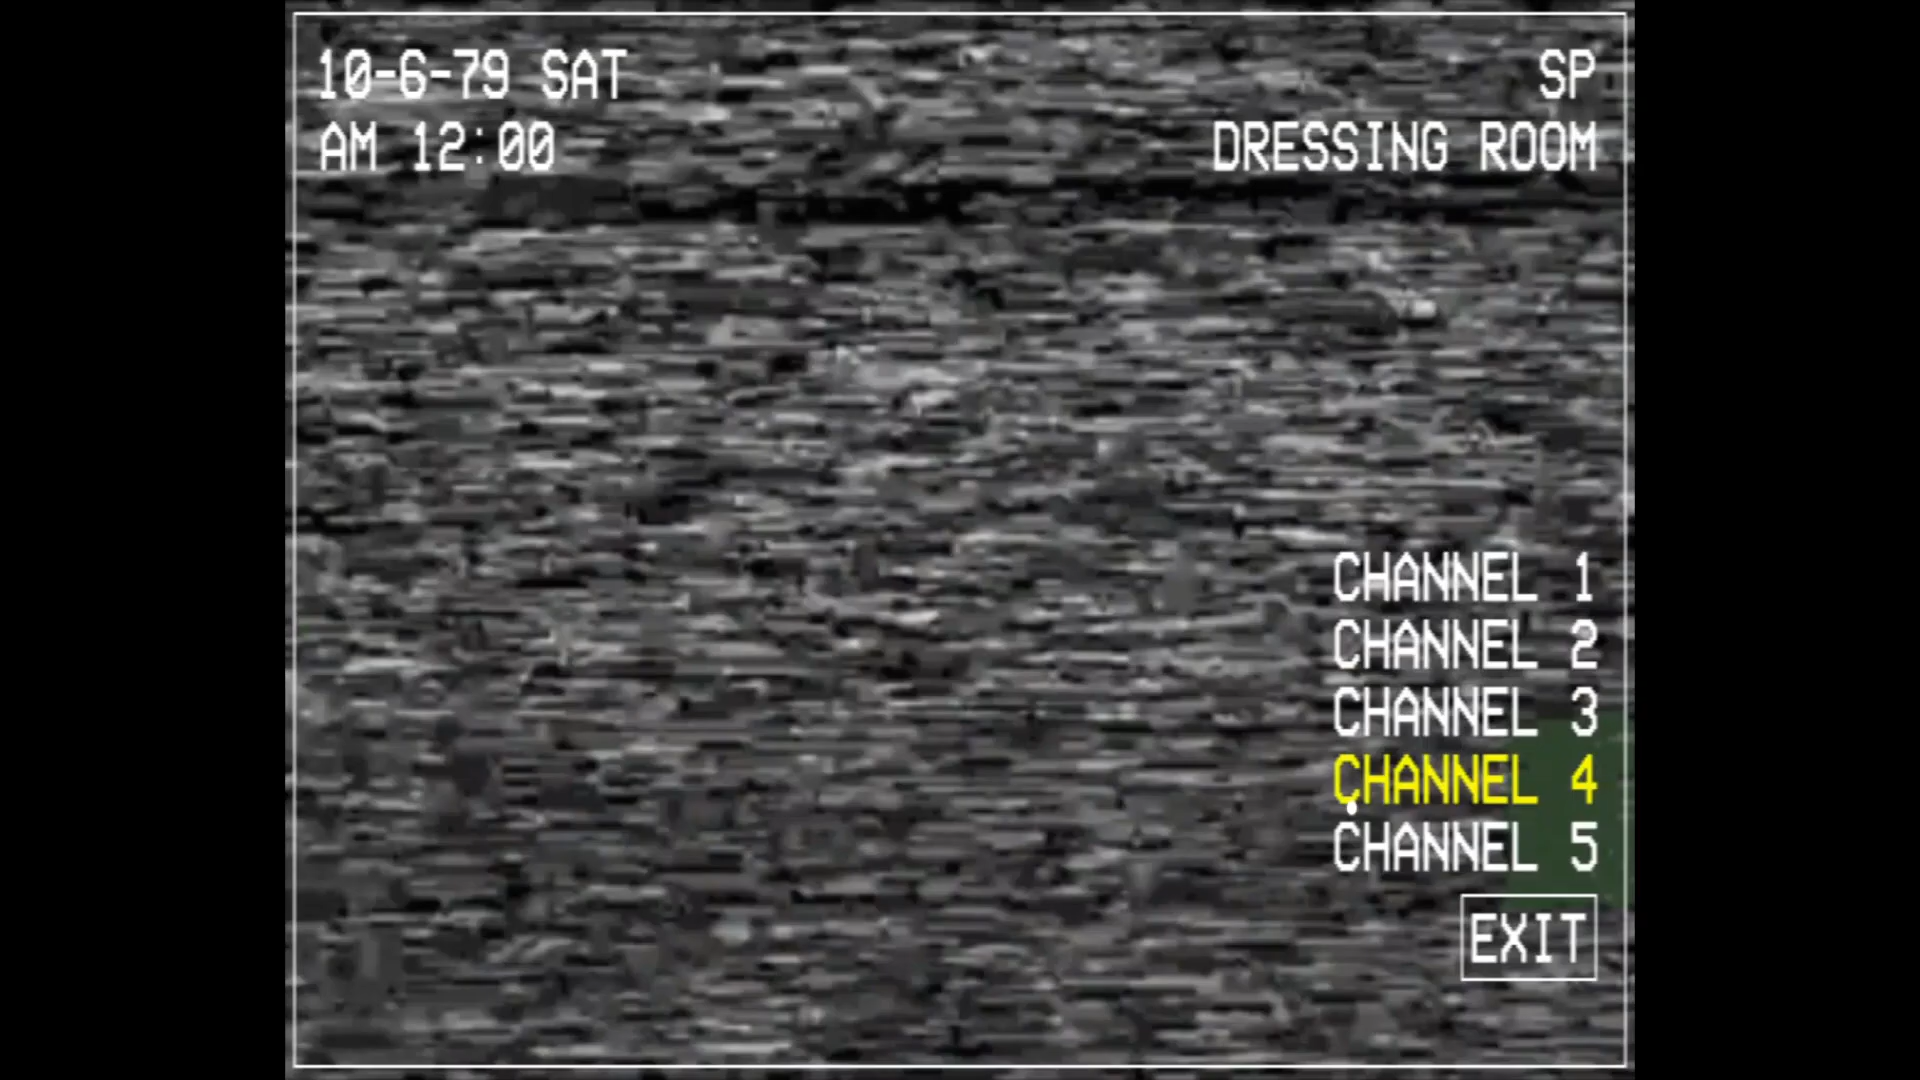 10-6-79 SAT
SP
AM 12:00
DRESSING ROOM
CHANNEL 1
CHANNEL 2
CHANNEL 3
CHANNEL 4
CHANNEL 5
EXIT